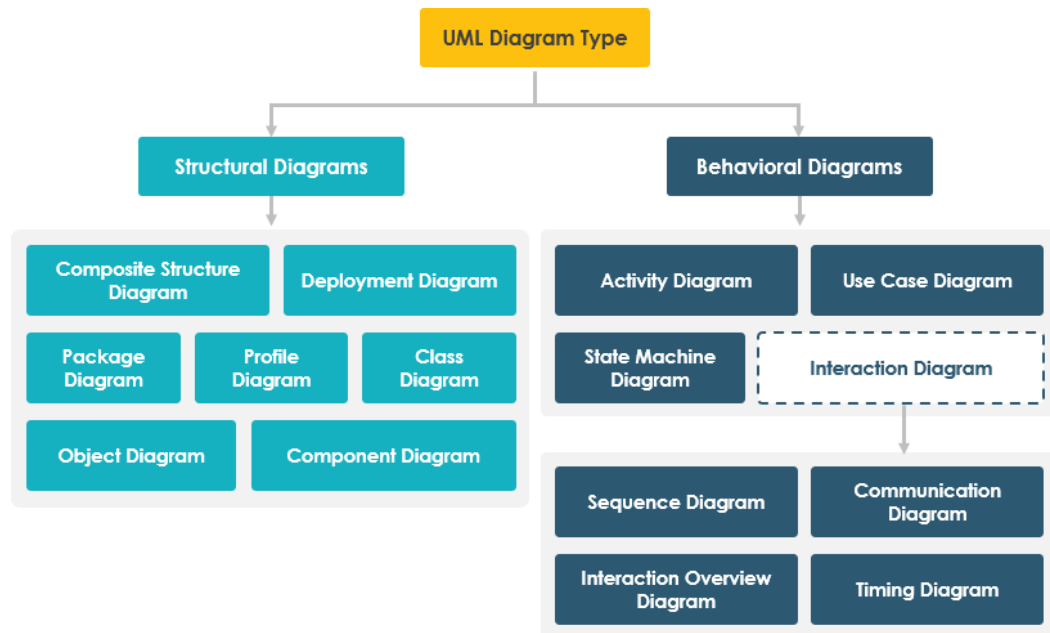 UML Diagram Type
Structural Diagrams
Behavioral Diagrams
Composite Structure
Diagram
Deployment Diagram
Package
Diagram
Profile
Diagram
Class
Diagram
Object Diagram
Component Diagram
Activity Diagram
Use Case Diagram
State Machine
Diagram
Interaction Diagram
Sequence Diagram
Communication
Diagram
Interaction Overview
Diagram
Timing Diagram